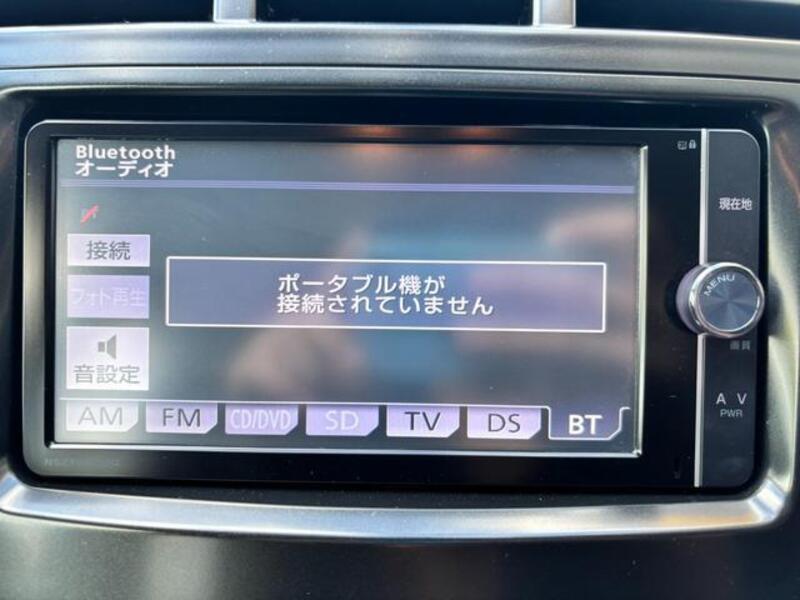 Bluetooth
オーディオ
接続
フォト再生
音設定
ポータブル機が
接続されていません
AM FM CD/DVD SD TV DS BT
現在地
MENU
画質
A V
PWR